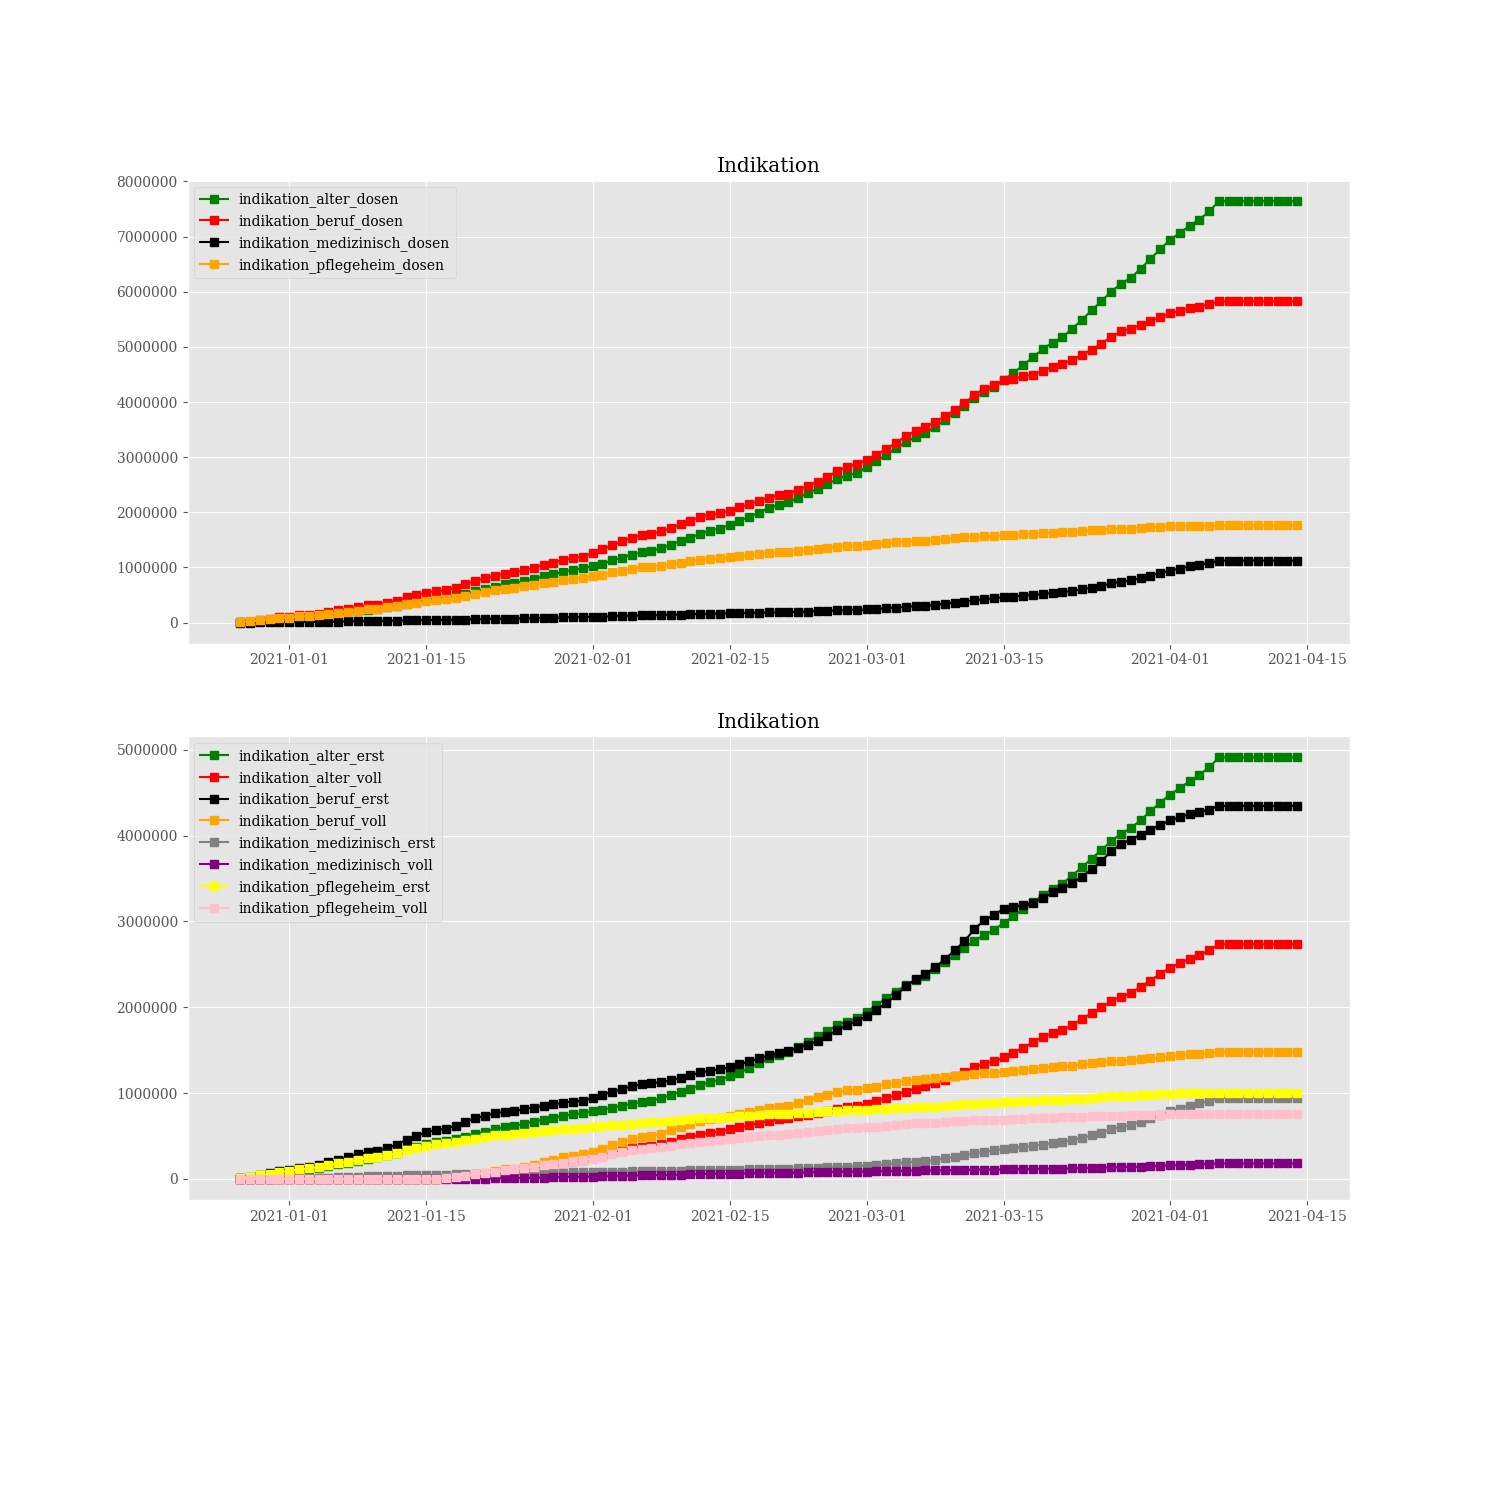 Indikation
8000000
7000000
6000000
5000000
4000000
3000000
2000000
1000000
0
indikation_alter_dosen
indikation_beruf_dosen
indikation_medizinisch_dosen
indikation_pflegeheim_dosen
2021-01-01 2021-01-15 2021-02-01 2021-02-15 2021-03-01 2021-03-15 2021-04-01 2021-04-15
Indikation
5000000
4000000
3000000
2000000
1000000
0
indikation_alter_erst
indikation_alter_voll
indikation_beruf_erst
indikation_beruf_voll
indikation_medizinisch_erst
indikation_medizinisch_voll
indikation_pflegeheim_erst
indikation_pflegeheim_voll
2021-01-01 2021-01-15 2021-02-01 2021-02-15 2021-03-01 2021-03-15 2021-04-01 2021-04-15